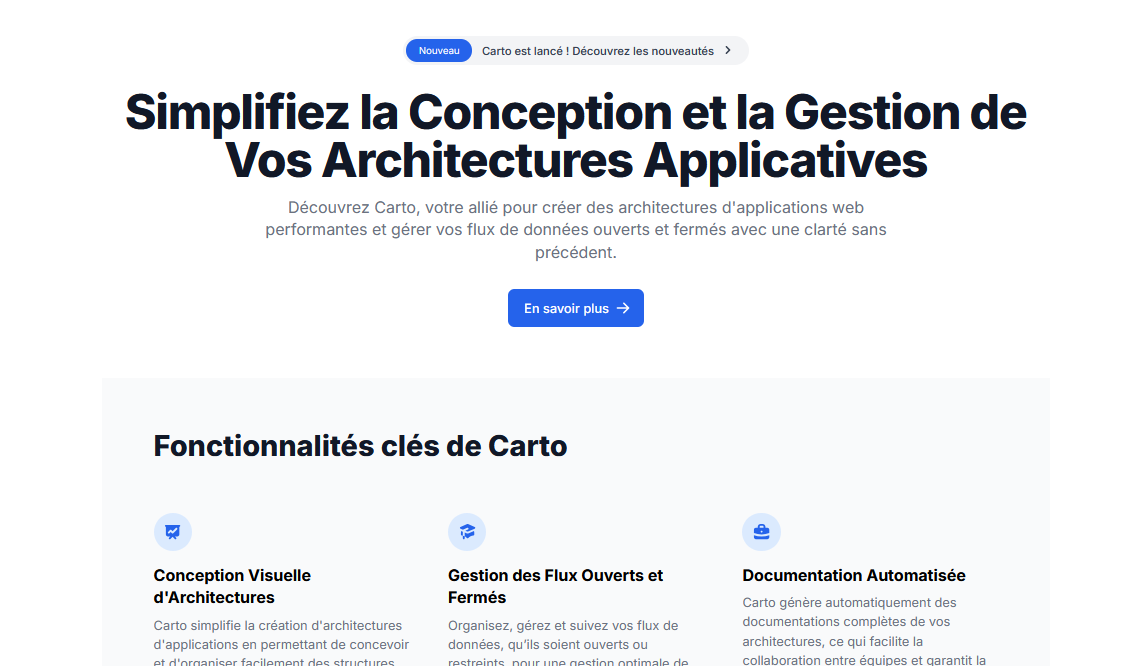 Nouveau Carto est lancé ! Découvrez les nouveautés
Simplifiez la Conception et la Gestion de
Vos Architectures Applicatives
Découvrez Carto, votre allié pour créer des architectures d'applications web
performantes et gérer vos flux de données ouverts et fermés avec une clarté sans
précédent.
En savoir plus
Fonctionnalités clés de Carto
Conception Visuelle
d'Architectures
Carto simplifie la création d'architectures
d'applications en permettant de concevoir
et d'organiser facilement des structures
Gestion des Flux Ouverts et
Fermés
Organisez, gérez et suivez vos flux de
données, qu’ils soient ouverts ou
restreints, pour une gestion optimale de
Documentation Automatisée
Carto génère automatiquement des
documentations complètes de vos
architectures, ce qui facilite la
collaboration entre équipes et garantit la